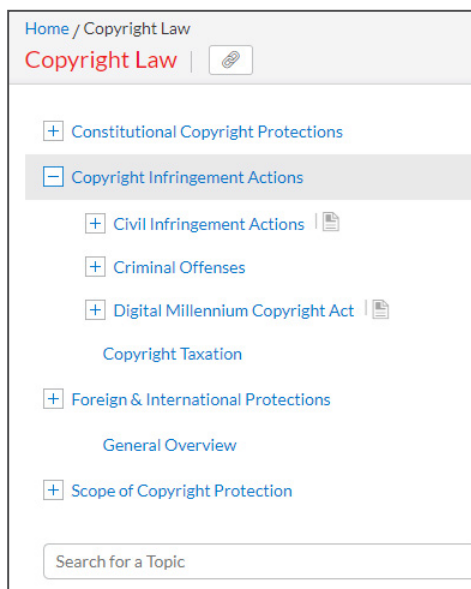 Home / Copyright Law
Copyright Law
Constitutional Copyright Protections
Copyright Infringement Actions
Civil Infringement Actions
Criminal Offenses
Digital Millennium Copyright Act
Copyright Taxation
Foreign & International Protections
General Overview
Scope of Copyright Protection
Search for a Topic